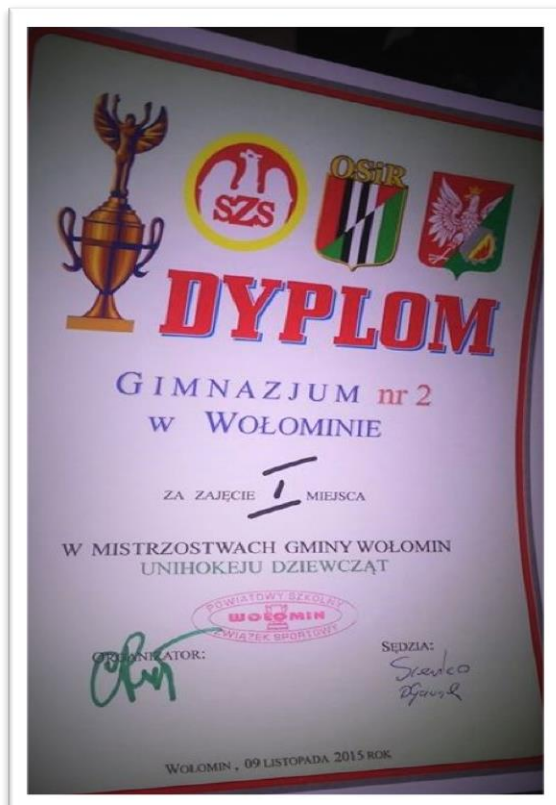 SZS
OSiR
DYPLOM
GIMNAZJUM nr 2
W WOŁOMINIE
ZA ZAJĘCIE I MIEJSCA
W MISTRZOSTWACH GMINY WOŁOMIN
UNIHOKEJU DZIEWCZĄT
POWIATOWY SZKOLNY
WOŁOMIN
ZWIĄZEK SPORTOWY
ORGANIZATOR:
SĘDZIA:
WOŁOMIN, 09 LISTOPADA 2015 ROK